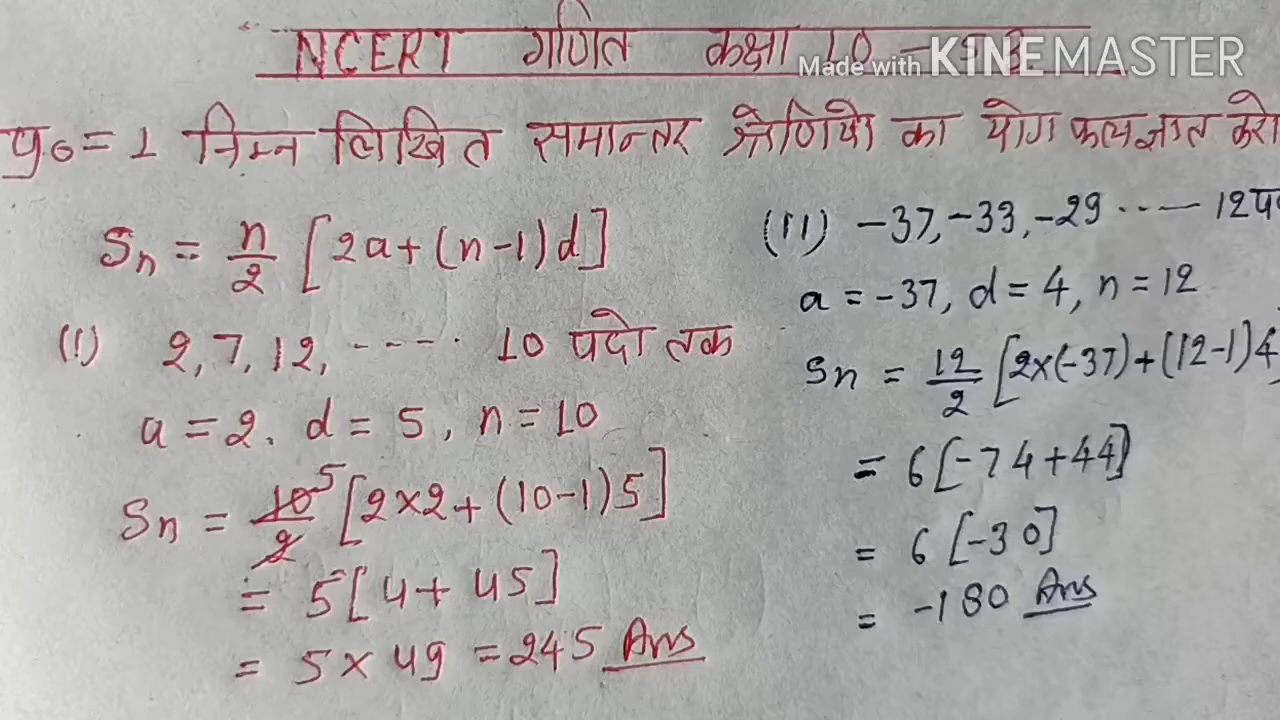 NCERT गणित कक्षा 10 -
Made with KINEMASTER
प्र० = 1 निम्न लिखित समान्तर श्रेणियो का योग फलज्ञात करो
Sn = n/2 [2a + (n-1)d]
(I) 2, 7, 12, ---- 10 पदो तक
a = 2, d = 5, n = 10
Sn = 10/2 5 [2×2 + (10-1)5]
= 5[4 + 45]
= 5 × 49 = 245 Ans
(II) -37, -33, -29 ---- 12प
a = -37, d = 4, n = 12
Sn = 12/2 [2×(-37) + (12-1)4]
= 6[-74+44]
= 6[-30]
= -180 Ans